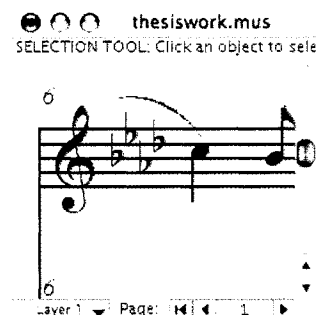 thesiswork.mus
SELECTION TOOL: Click an object to sele
6
6
Layer 1 Page: 1